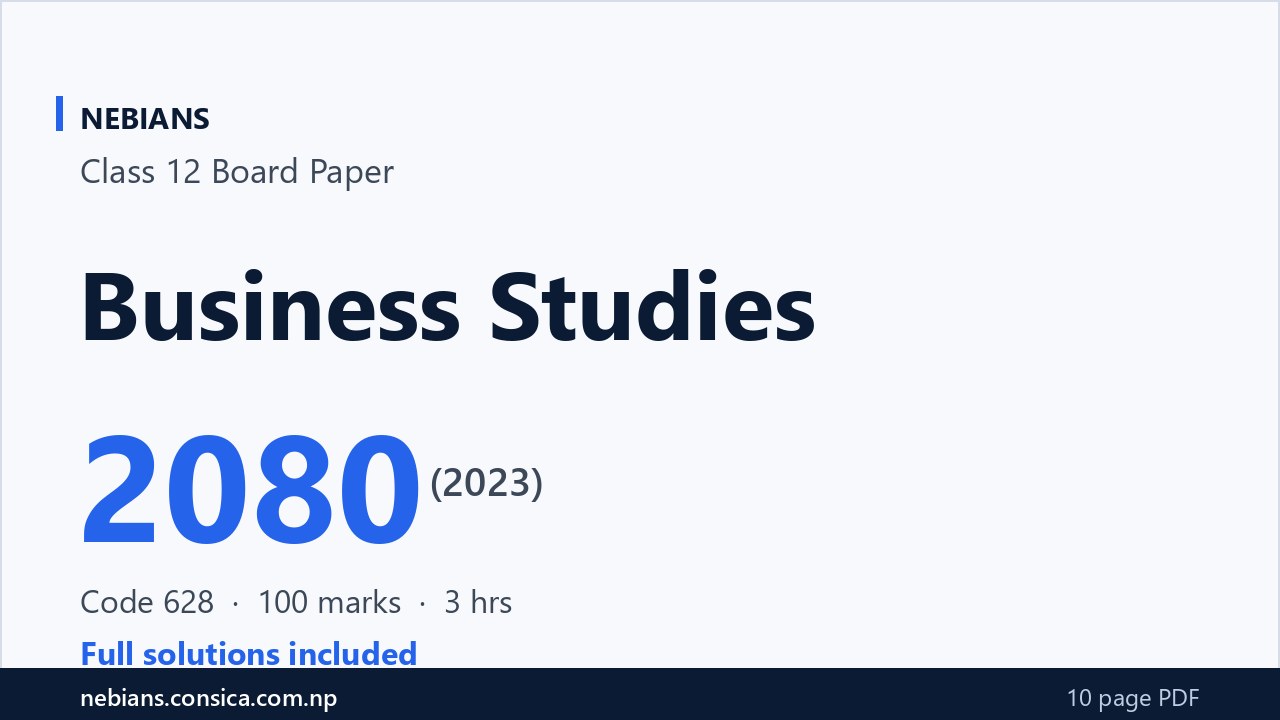 NEBIANS
Class 12 Board Paper
Business Studies
2080 (2023)
Code 628 · 100 marks · 3 hrs
Full solutions included
nebians.consica.com.np
10 page PDF